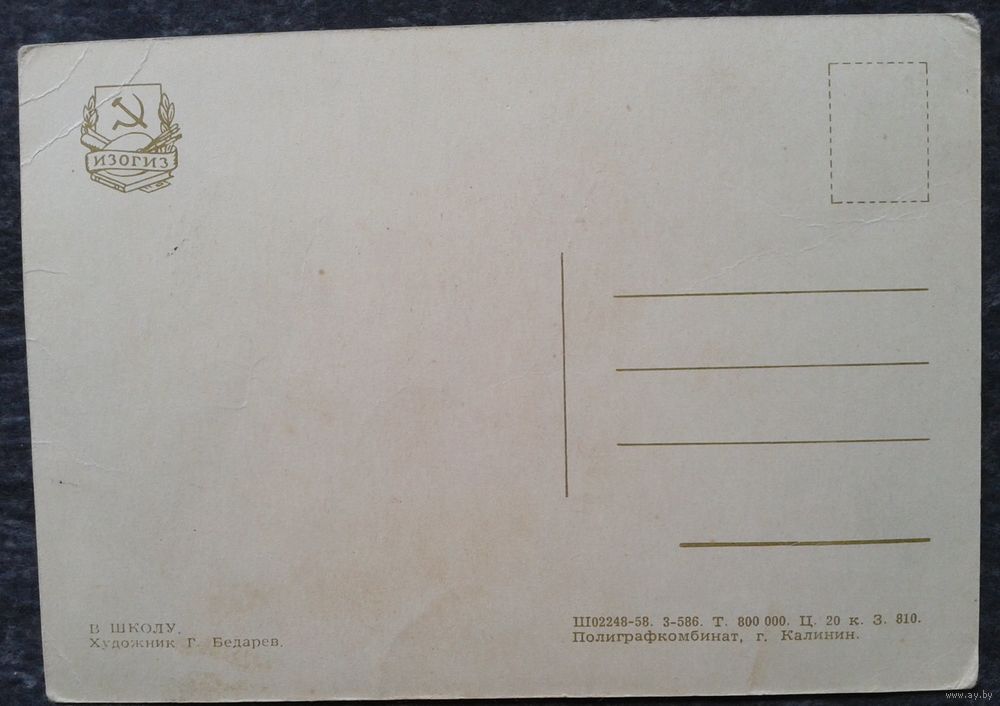 ИЗОГИЗ
В ШКОЛУ.
Художник Г. Бедарев.
Ш02248-58. 3-586. Т. 800 000. Ц. 20 к. З. 810.
Полиграфкомбинат, г. Калинин.
www.ay.by